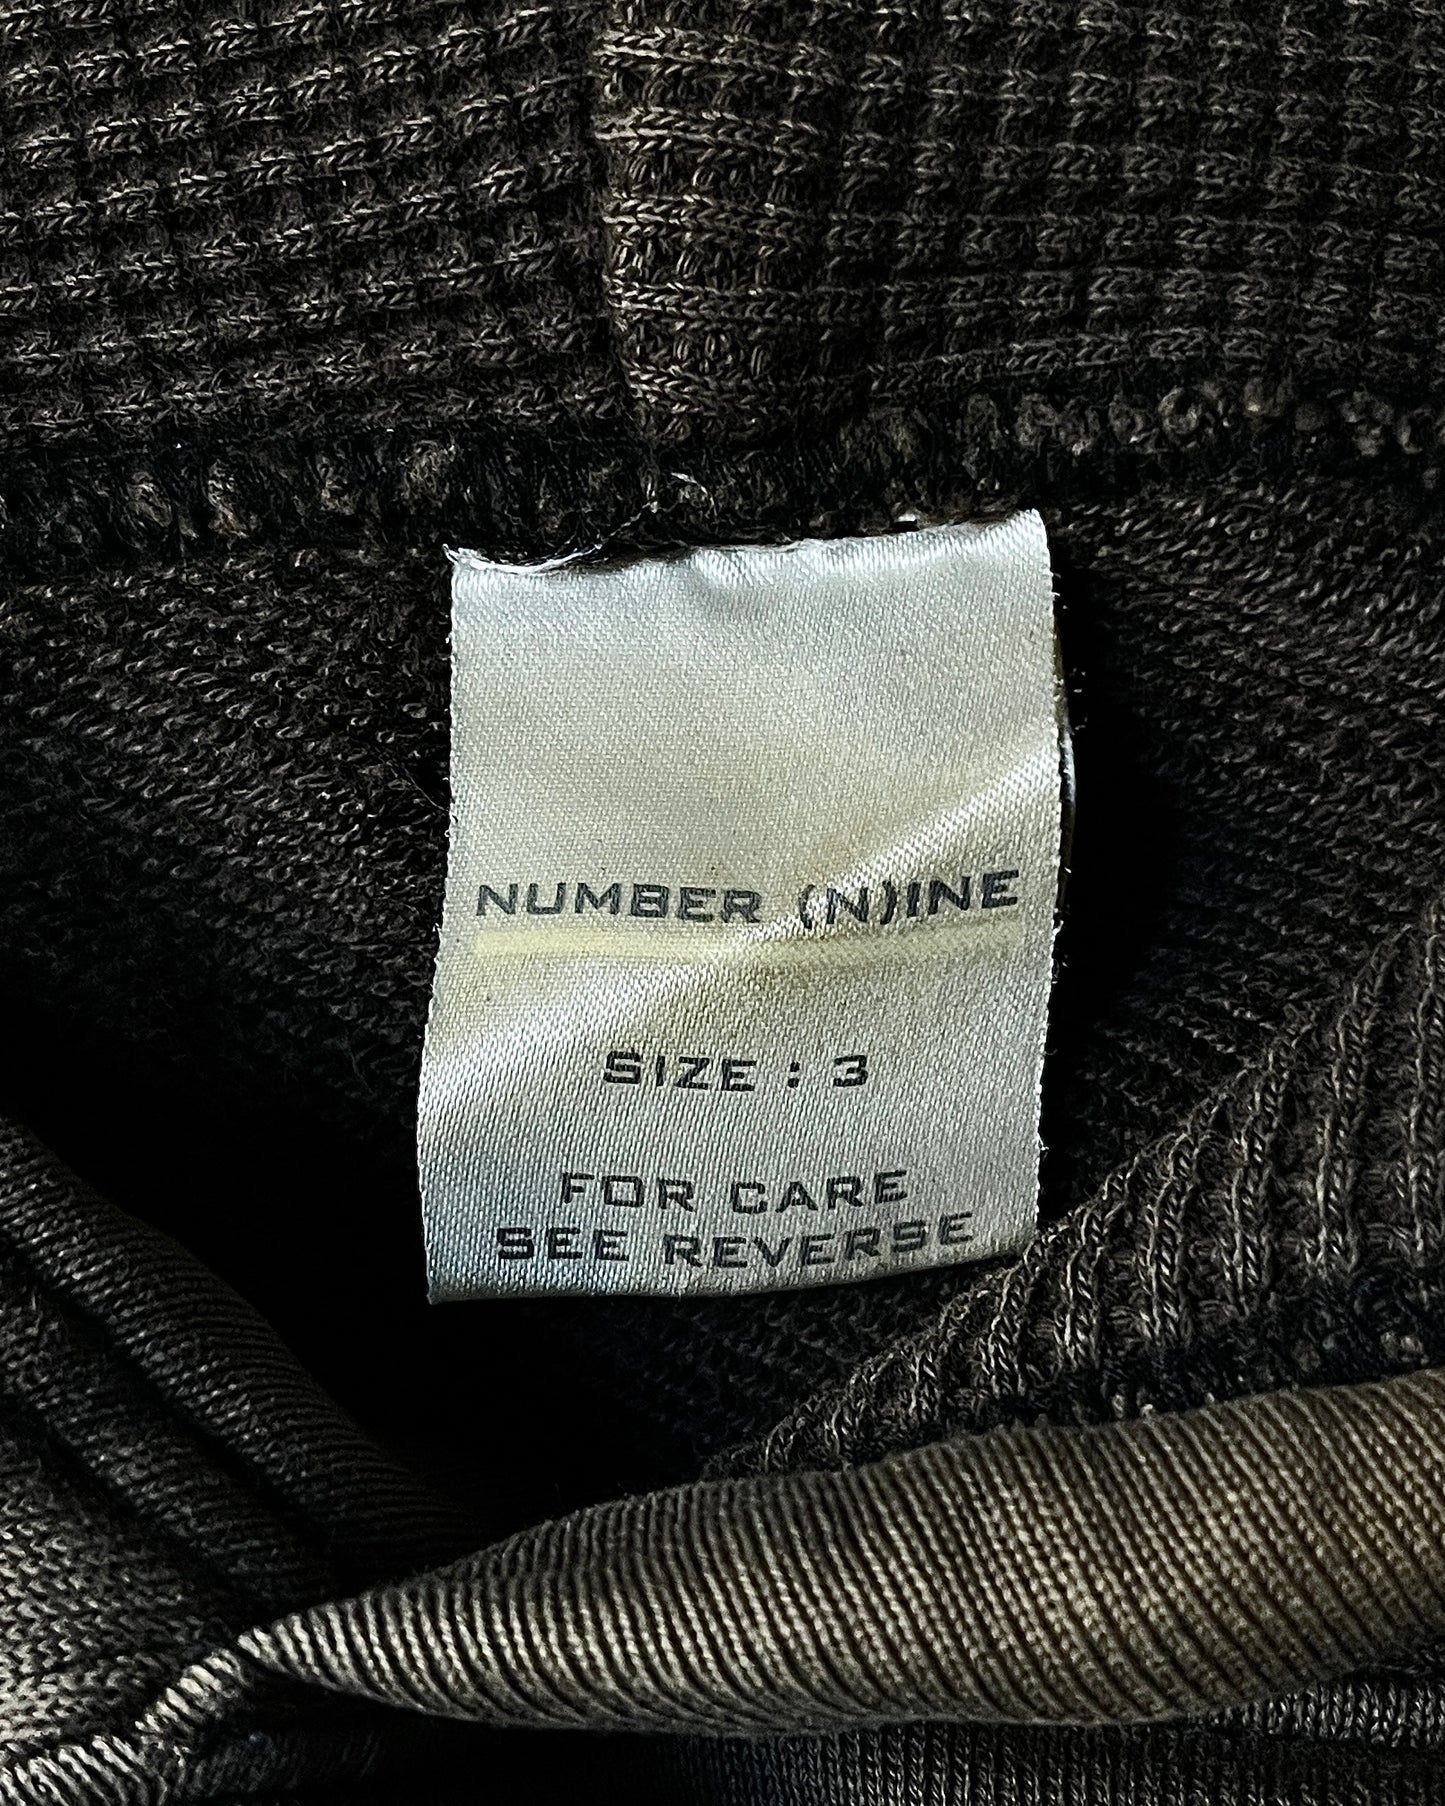 NUMBER (N)INE
SIZE : 3
FOR CARE
SEE REVERSE